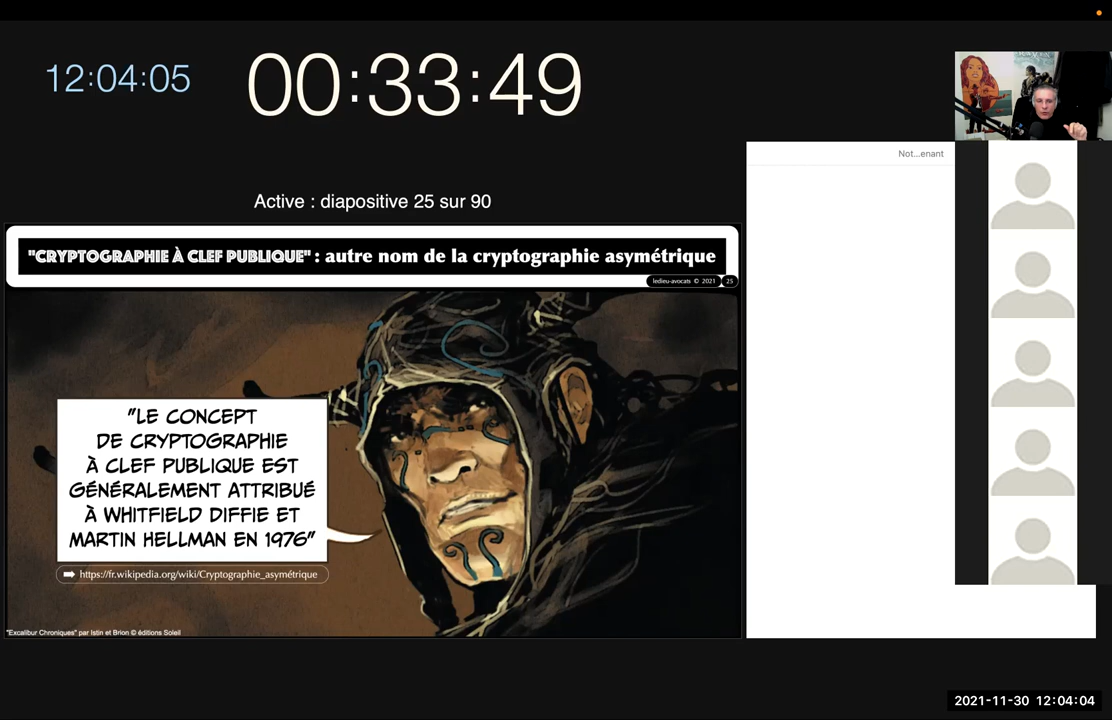 12:04:05
00:33:49
Not...enant
Active : diapositive 25 sur 90
"CRYPTOGRAPHIE À CLEF PUBLIQUE" : autre nom de la cryptographie asymétrique
ledieu-avocats © 2021 25
"LE CONCEPT
DE CRYPTOGRAPHIE
À CLEF PUBLIQUE EST
GÉNÉRALEMENT ATTRIBUÉ
À WHITFIELD DIFFIE ET
MARTIN HELLMAN EN 1976"
➡ https://fr.wikipedia.org/wiki/Cryptographie_asymétrique
"Excalibur Chroniques" par Istin et Brion © éditions Soleil
2021-11-30 12:04:04